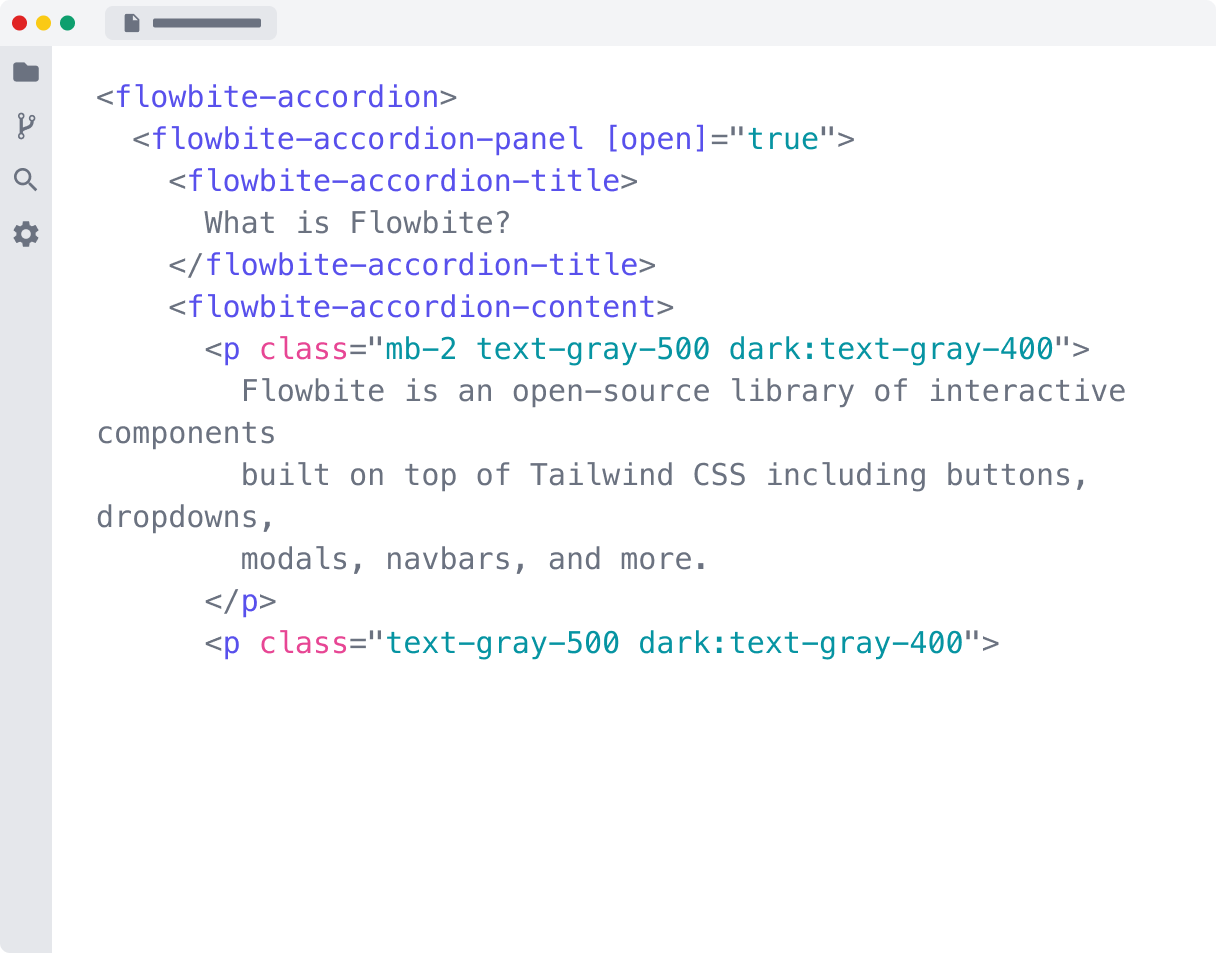 <flowbite-accordion>
  <flowbite-accordion-panel [open]="true">
    <flowbite-accordion-title>
      What is Flowbite?
    </flowbite-accordion-title>
    <flowbite-accordion-content>
      <p class="mb-2 text-gray-500 dark:text-gray-400">
        Flowbite is an open-source library of interactive
components
        built on top of Tailwind CSS including buttons,
dropdowns,
        modals, navbars, and more.
      </p>
      <p class="text-gray-500 dark:text-gray-400">